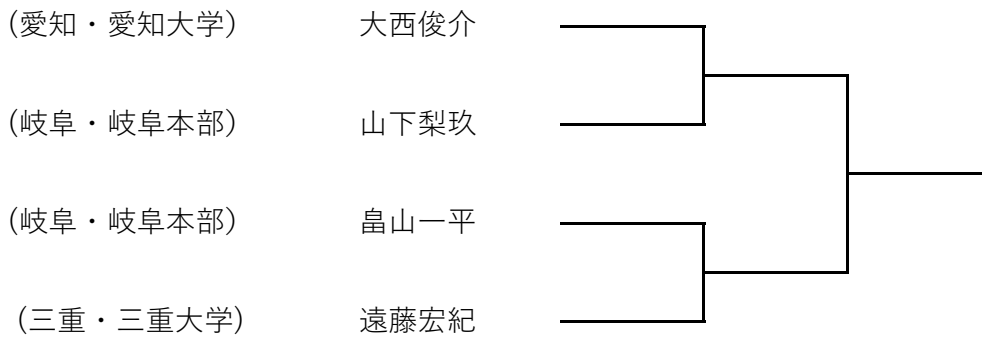 (愛知・愛知大学) 大西俊介
(岐阜・岐阜本部) 山下梨玖
(岐阜・岐阜本部) 畠山一平
(三重・三重大学) 遠藤宏紀